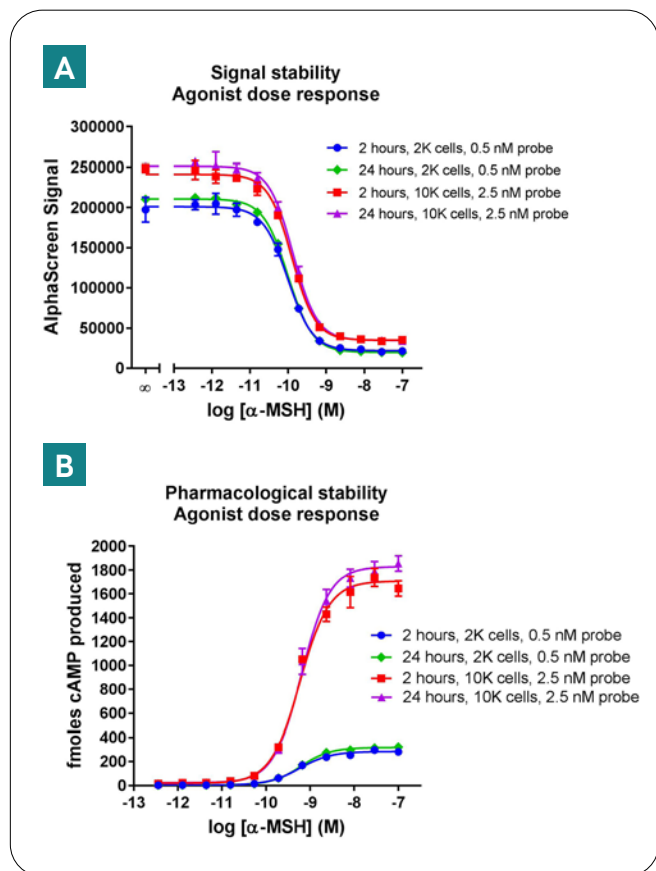 A
Signal stability
Agonist dose response
AlphaScreen Signal
300000
250000
200000
150000
100000
50000
0
∞
-13
-12
-11
-10
-9
-8
-7
log [α-MSH] (M)
2 hours, 2K cells, 0.5 nM probe
24 hours, 2K cells, 0.5 nM probe
2 hours, 10K cells, 2.5 nM probe
24 hours, 10K cells, 2.5 nM probe
B
Pharmacological stability
Agonist dose response
fmoles cAMP produced
2000
1800
1600
1400
1200
1000
800
600
400
200
0
-13
-12
-11
-10
-9
-8
-7
log [α-MSH] (M)
2 hours, 2K cells, 0.5 nM probe
24 hours, 2K cells, 0.5 nM probe
2 hours, 10K cells, 2.5 nM probe
24 hours, 10K cells, 2.5 nM probe